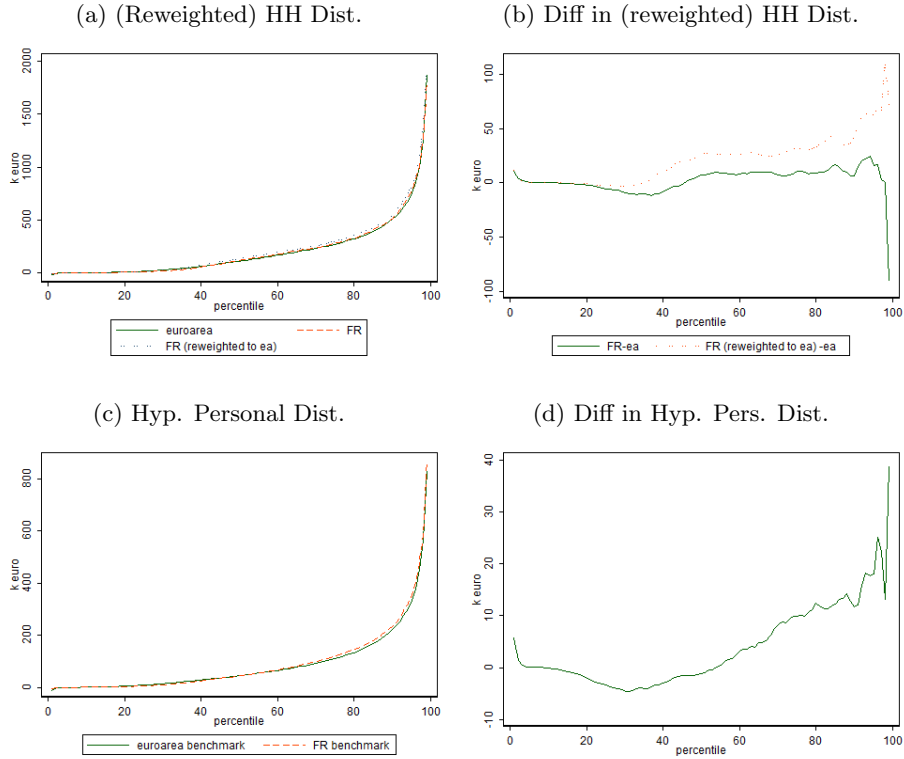 (a) (Reweighted) HH Dist.
k euro
2000
1500
1000
500
0
0 20 40 60 80 100
percentile
euroarea FR
FR (reweighted to ea)
(b) Diff in (reweighted) HH Dist.
k euro
100
50
0
-50
-100
0 20 40 60 80 100
percentile
FR-ea FR (reweighted to ea) -ea
(c) Hyp. Personal Dist.
k euro
800
600
400
200
0
0 20 40 60 80 100
percentile
euroarea benchmark FR benchmark
(d) Diff in Hyp. Pers. Dist.
k euro
40
30
20
10
0
-10
0 20 40 60 80 100
percentile